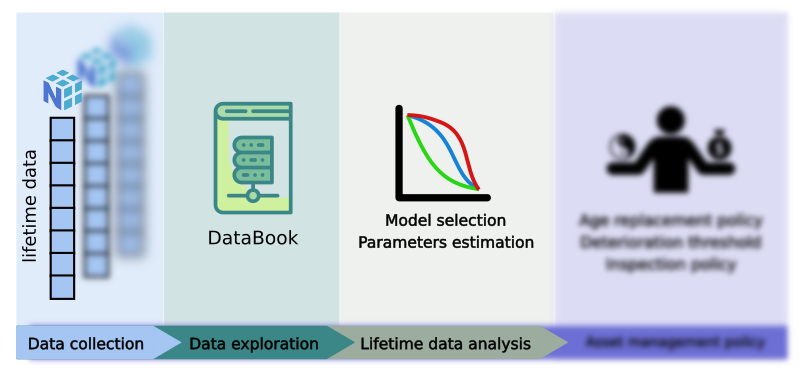 lifetime data
DataBook
Model selection
Parameters estimation
Age replacement policy
Deterioration threshold
Inspection policy
Data collection
Data exploration
Lifetime data analysis
Asset management policy